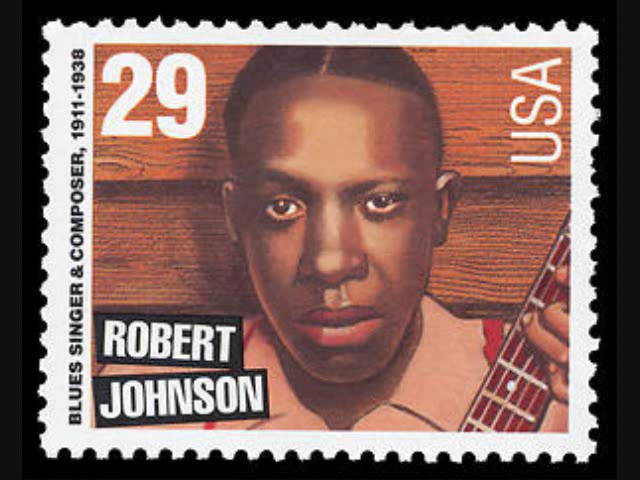 29
USA
BLUES SINGER & COMPOSER, 1911-1938
ROBERT
JOHNSON